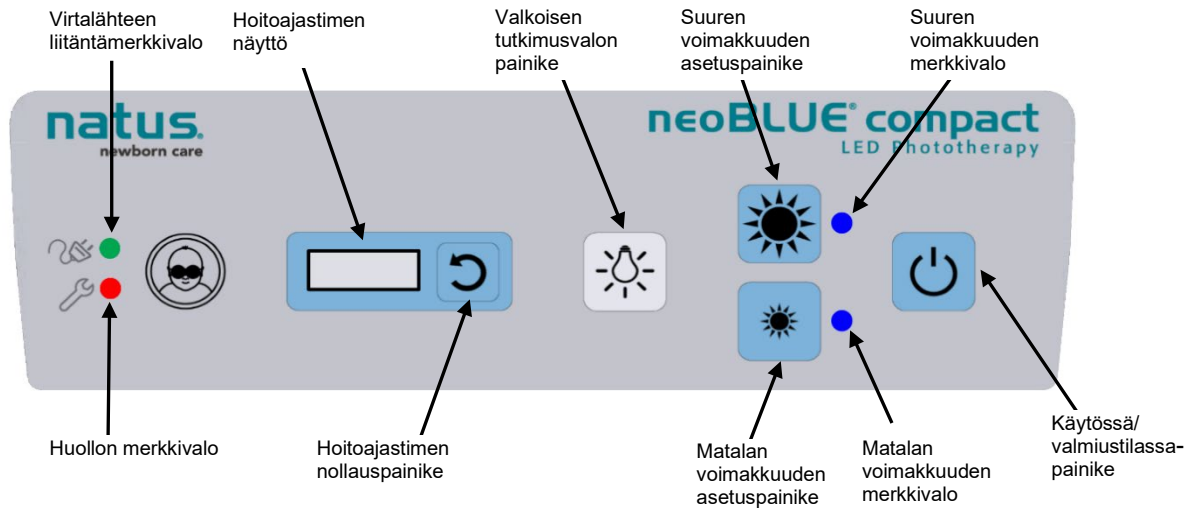 Virtalähteen
liitäntämerkkivalo
Hoitoajastimen
näyttö
Valkoisen
tutkimusvalon
painike
Suuren
voimakkuuden
asetuspainike
Suuren
voimakkuuden
merkkivalo
natus.
newborn care
neoBLUE® compact
LED Phototherapy
Huollon merkkivalo
Hoitoajastimen
nollauspainike
Matalan
voimakkuuden
asetuspainike
Matalan
voimakkuuden
merkkivalo
Käytössä/
valmiustilassa-
painike